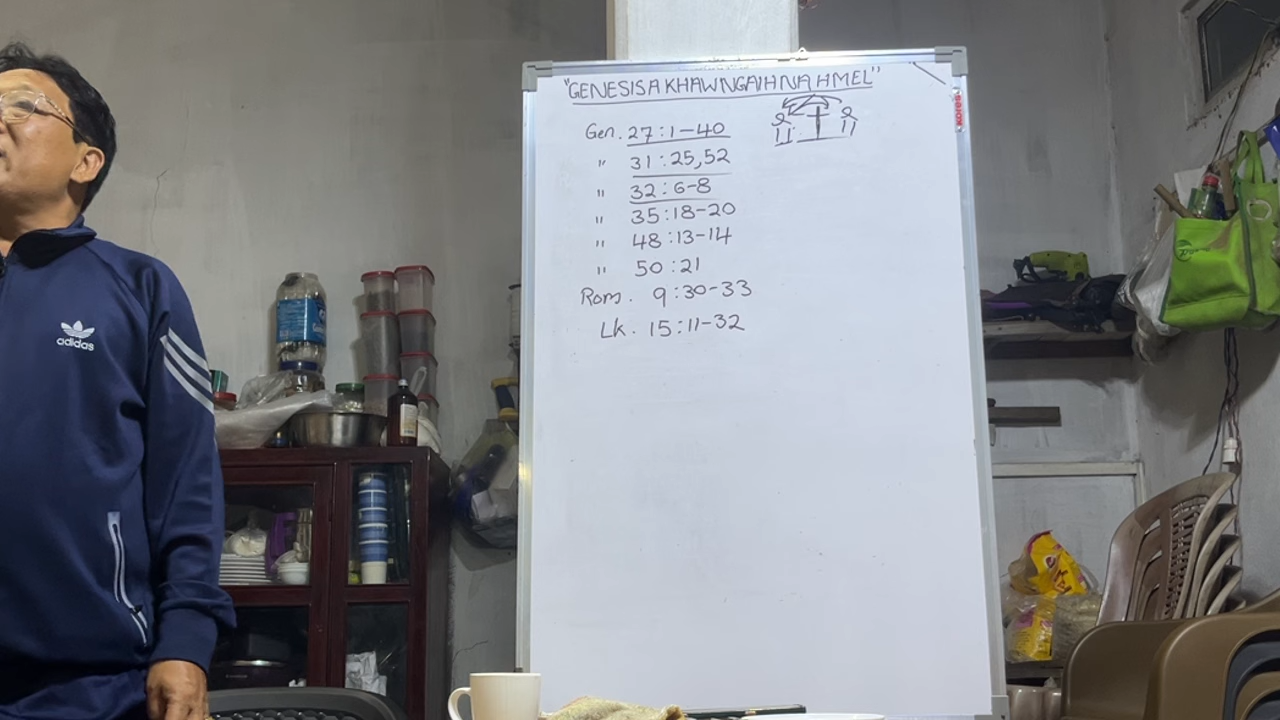 "GENESISA KHAWNGAIHNA HMEL"
Gen. 27:1-40
" 31:25,52
" 32:6-8
" 35:18-20
" 48:13-14
" 50:21
Rom. 9:30-33
Lk. 15:11-32
kores
adidas